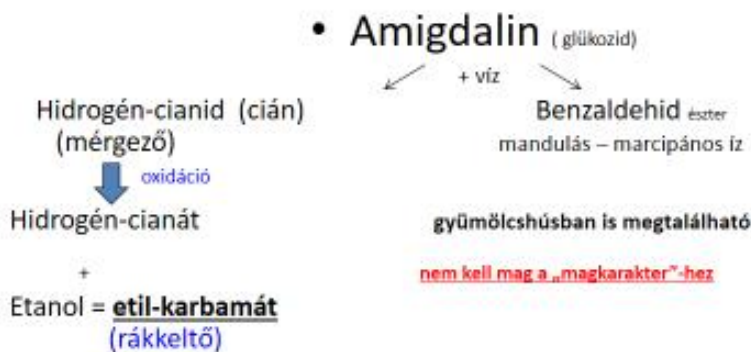 • Amigdalin ( glükozid)
+ víz
Hidrogén-cianid (cián)
(mérgező)
Benzaldehid észter
mandulás – marcipános íz
oxidáció
Hidrogén-cianát
gyümölcshúsban is megtalálható
+
nem kell mag a „magkarakter”-hez
Etanol = etil-karbamát
(rákkeltő)